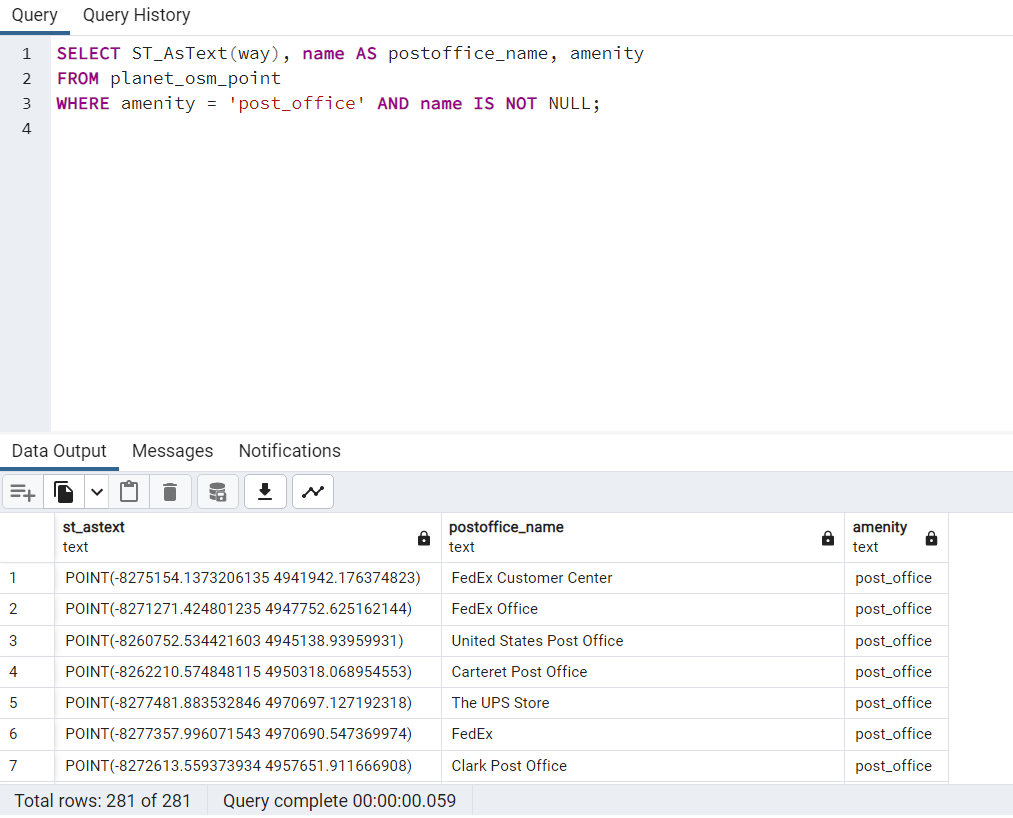 Query Query History
1 SELECT ST_AsText(way), name AS postoffice_name, amenity
2 FROM planet_osm_point
3 WHERE amenity = 'post_office' AND name IS NOT NULL;
4
Data Output Messages Notifications
st_astext postoffice_name amenity
text text text
1 POINT(-8275154.1373206135 4941942.176374823) FedEx Customer Center post_office
2 POINT(-8271271.424801235 4947752.625162144) FedEx Office post_office
3 POINT(-8260752.534421603 4945138.93959931) United States Post Office post_office
4 POINT(-8262210.574848115 4950318.068954553) Carteret Post Office post_office
5 POINT(-8277481.883532846 4970697.127192318) The UPS Store post_office
6 POINT(-8277357.996071543 4970690.547369974) FedEx post_office
7 POINT(-8272613.559373934 4957651.911666908) Clark Post Office post_office
Total rows: 281 of 281 Query complete 00:00:00.059